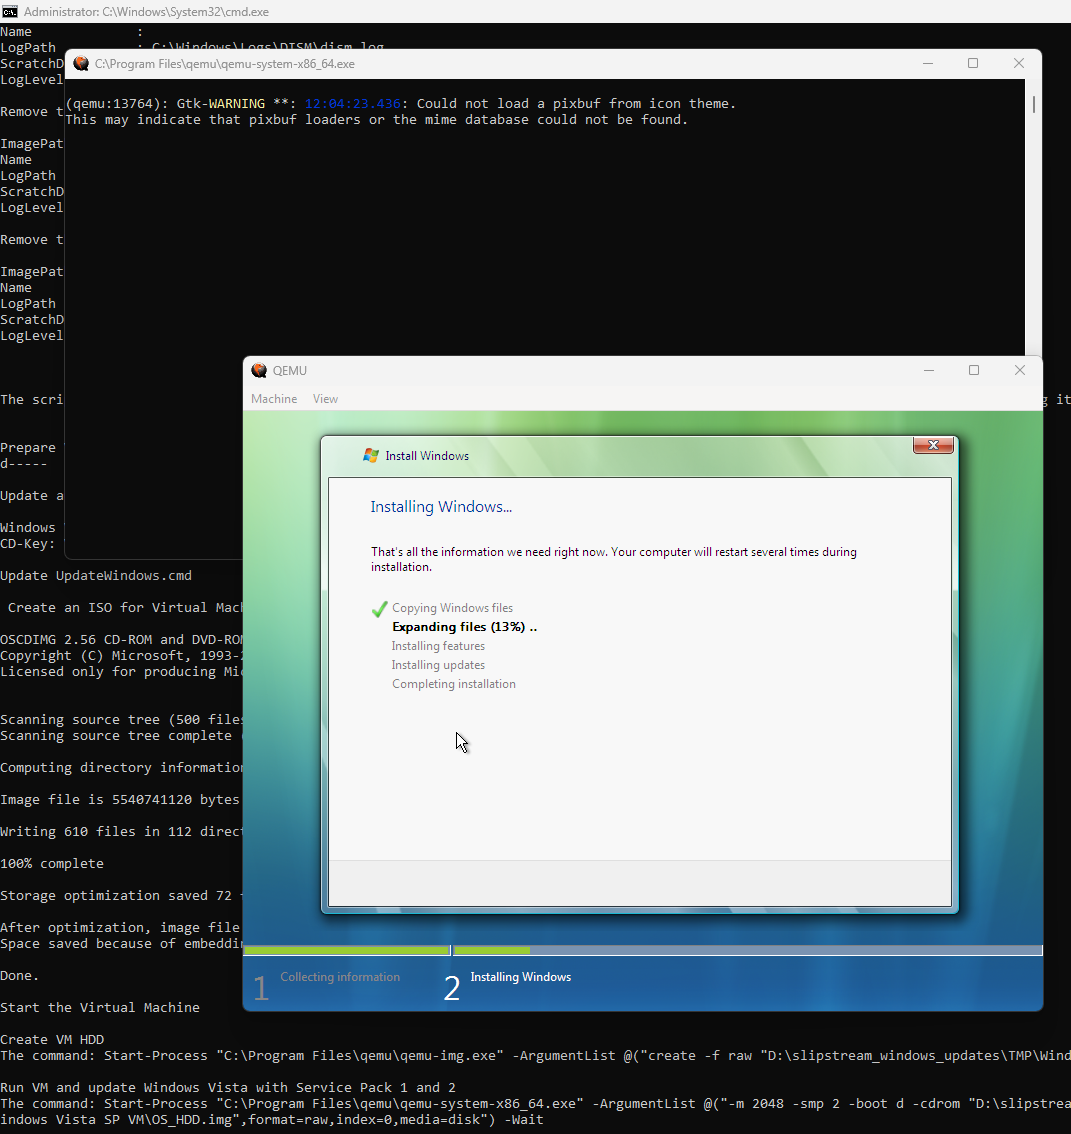 Administrator: C:\Windows\System32\cmd.exe
Name :
LogPath : C:\Windows\Logs\DISM\dism.log
ScratchD
LogLevel
Remove t
ImagePat
Name
LogPath
ScratchD
LogLevel
Remove t
ImagePat
Name
LogPath
ScratchD
LogLevel
The scri
g it
Prepare
d-----
Update a
Windows
CD-Key:
Update UpdateWindows.cmd
Create an ISO for Virtual Mach
OSCDIMG 2.56 CD-ROM and DVD-ROM
Copyright (C) Microsoft, 1993-2
Licensed only for producing Mic
Scanning source tree (500 files
Scanning source tree complete (
Computing directory information
Image file is 5540741120 bytes
Writing 610 files in 112 direct
100% complete
Storage optimization saved 72
After optimization, image file
Space saved because of embeddin
Done.
Start the Virtual Machine
Create VM HDD
The command: Start-Process "C:\Program Files\qemu\qemu-img.exe" -ArgumentList @("create -f raw "D:\slipstream_windows_updates\TMP\Wind
Run VM and update Windows Vista with Service Pack 1 and 2
The command: Start-Process "C:\Program Files\qemu\qemu-system-x86_64.exe" -ArgumentList @("-m 2048 -smp 2 -boot d -cdrom "D:\slipstrea
indows Vista SP VM\OS_HDD.img",format=raw,index=0,media=disk") -Wait
C:\Program Files\qemu\qemu-system-x86_64.exe
(qemu:13764): Gtk-WARNING **: 12:04:23.436: Could not load a pixbuf from icon theme.
This may indicate that pixbuf loaders or the mime database could not be found.
QEMU
Machine View
Install Windows
Installing Windows...
That's all the information we need right now. Your computer will restart several times during
installation.
Copying Windows files
Expanding files (13%) ..
Installing features
Installing updates
Completing installation
1 Collecting information
2 Installing Windows